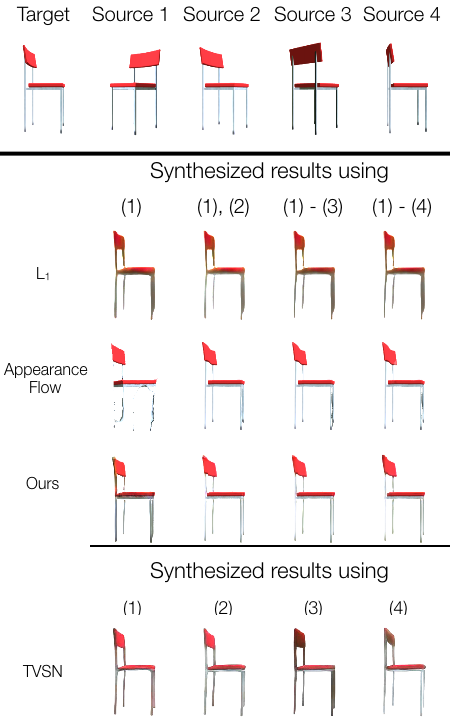 Target Source 1 Source 2 Source 3 Source 4
Synthesized results using
(1) (1), (2) (1) - (3) (1) - (4)
L₁
Appearance
Flow
Ours
Synthesized results using
(1) (2) (3) (4)
TVSN